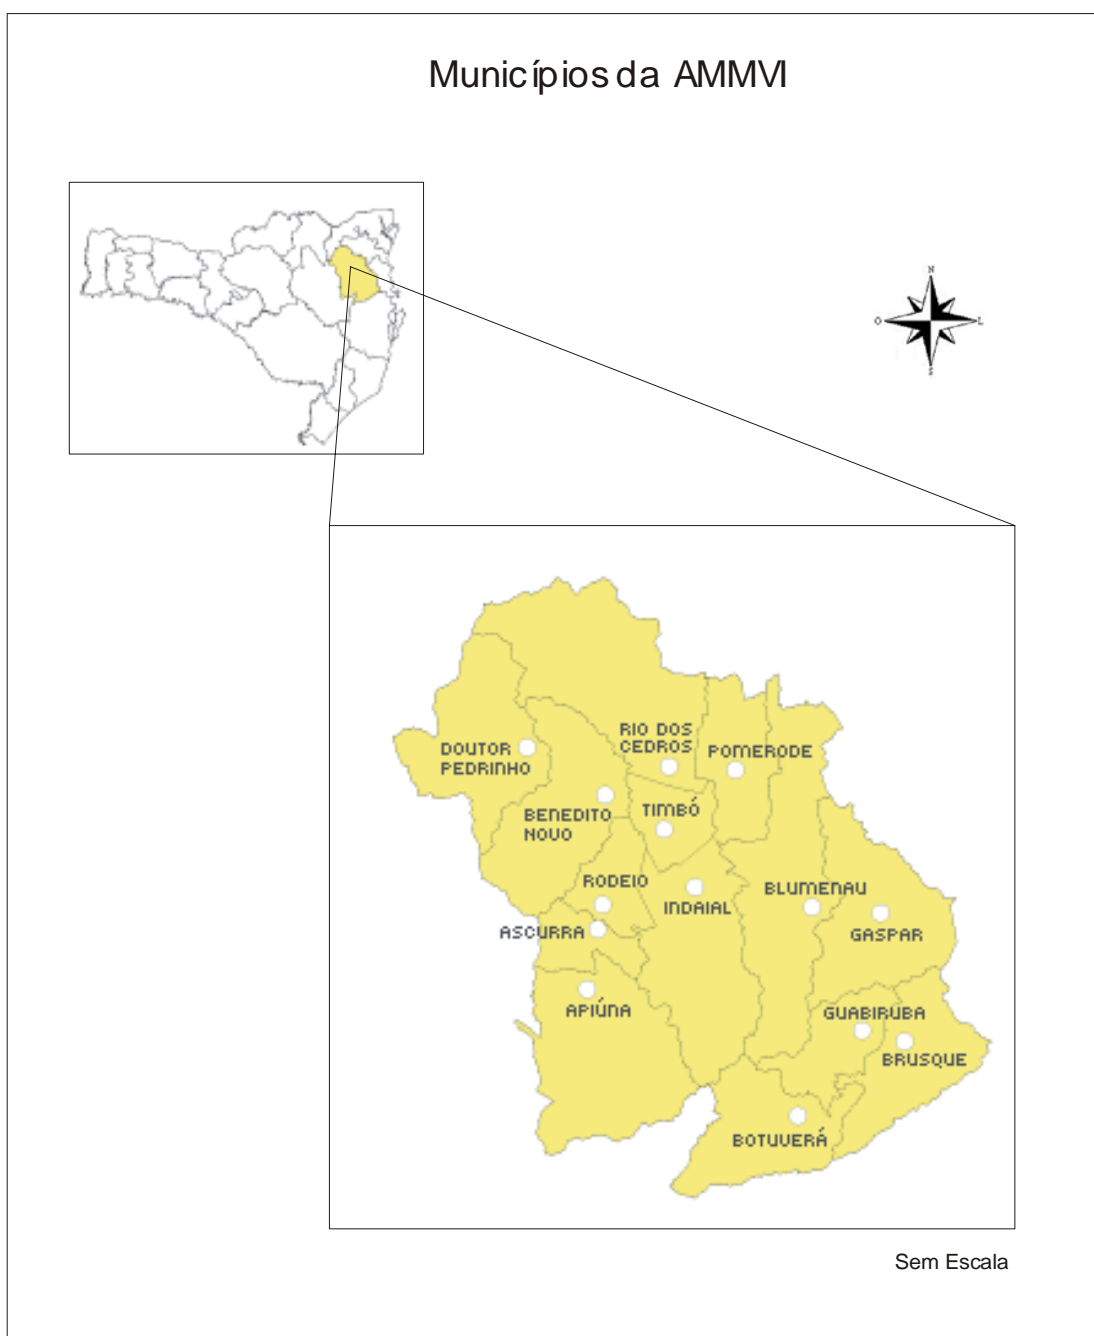 Municípios da AMMVI
N
O
L
S
RIO DOS
CEDROS
POMERODE
DOUTOR
PEDRINHO
TIMBÓ
BENEDITO
NOVO
RODEIO
INDAIAL
BLUMENAU
ASCURRA
GASPAR
APIÚNA
GUABIRUBA
BRUSQUE
BOTUVERÁ
Sem Escala